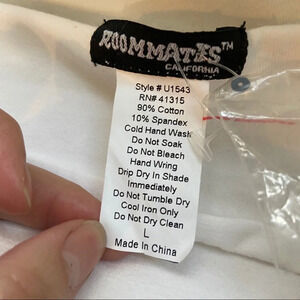 ROOMMATES™
CALIFORNIA
Style # U1543
RN# 41315
90% Cotton
10% Spandex
Cold Hand Wash
Do Not Soak
Do Not Bleach
Hand Wring
Drip Dry In Shade
Immediately
Do Not Tumble Dry
Cool Iron Only
Do Not Dry Clean
L
Made In China